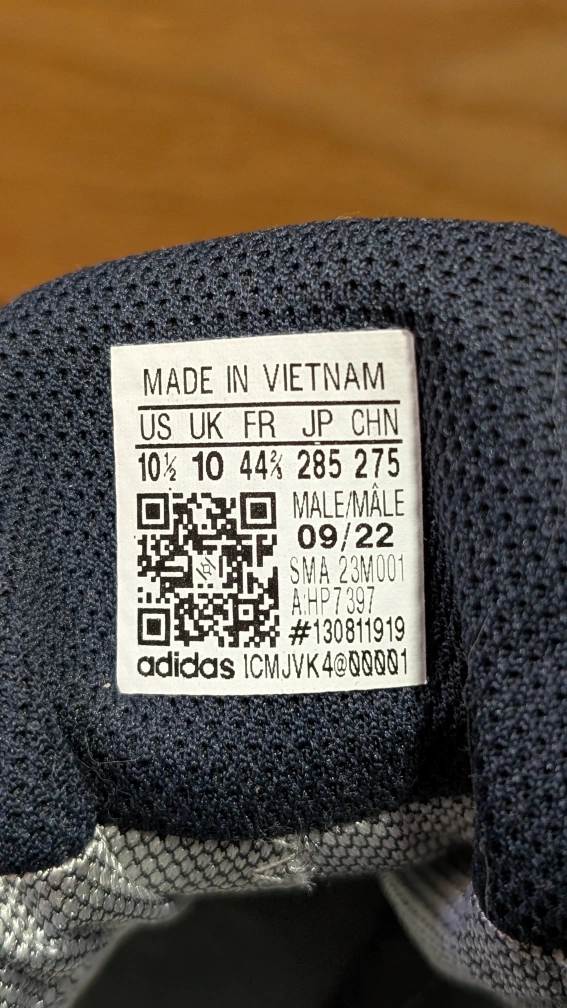 MADE IN VIETNAM
US UK FR JP CHN
10½ 10 44⅔ 285 275
MALE/MÂLE
09/22
SMA 23M001
A:HP7397
#130811919
adidas 1CMJVK4@00001